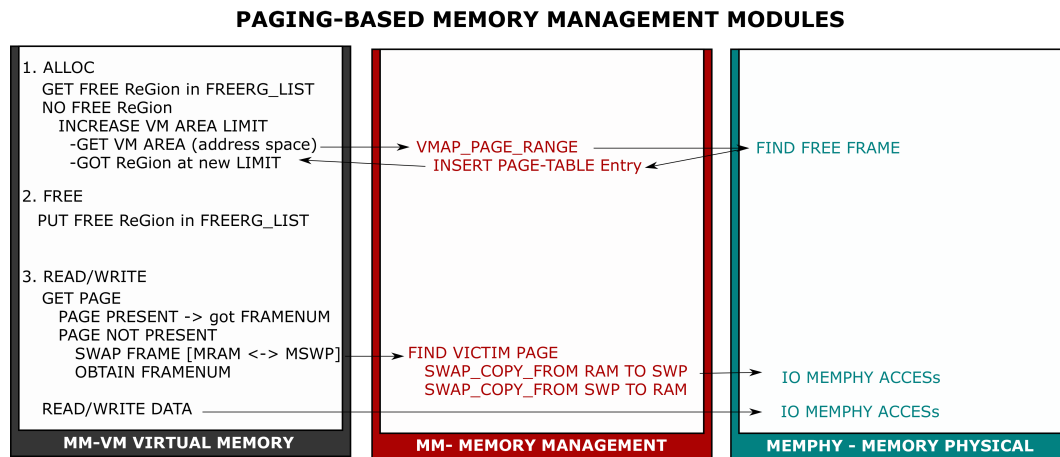 PAGING-BASED MEMORY MANAGEMENT MODULES
1. ALLOC
GET FREE ReGion in FREERG_LIST
NO FREE ReGion
INCREASE VM AREA LIMIT
-GET VM AREA (address space)
-GOT ReGion at new LIMIT
2. FREE
PUT FREE ReGion in FREERG_LIST
3. READ/WRITE
GET PAGE
PAGE PRESENT -> got FRAMENUM
PAGE NOT PRESENT
SWAP FRAME [MRAM <-> MSWP]
OBTAIN FRAMENUM
READ/WRITE DATA
MM-VM VIRTUAL MEMORY
VMAP_PAGE_RANGE
INSERT PAGE-TABLE Entry
FIND VICTIM PAGE
SWAP_COPY_FROM RAM TO SWP
SWAP_COPY_FROM SWP TO RAM
MM- MEMORY MANAGEMENT
FIND FREE FRAME
IO MEMPHY ACCESs
IO MEMPHY ACCESs
MEMPHY - MEMORY PHYSICAL